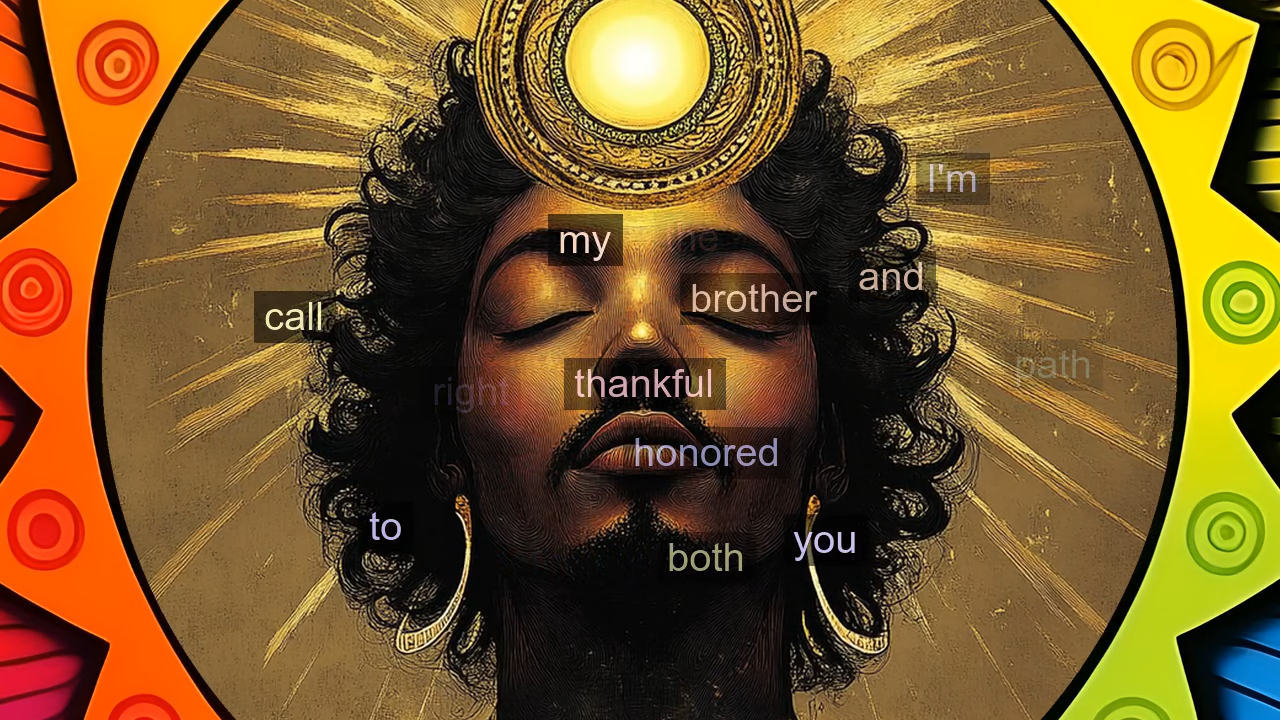 I'm
my
brother
and
call
path
thankful
right
honored
to
you
both